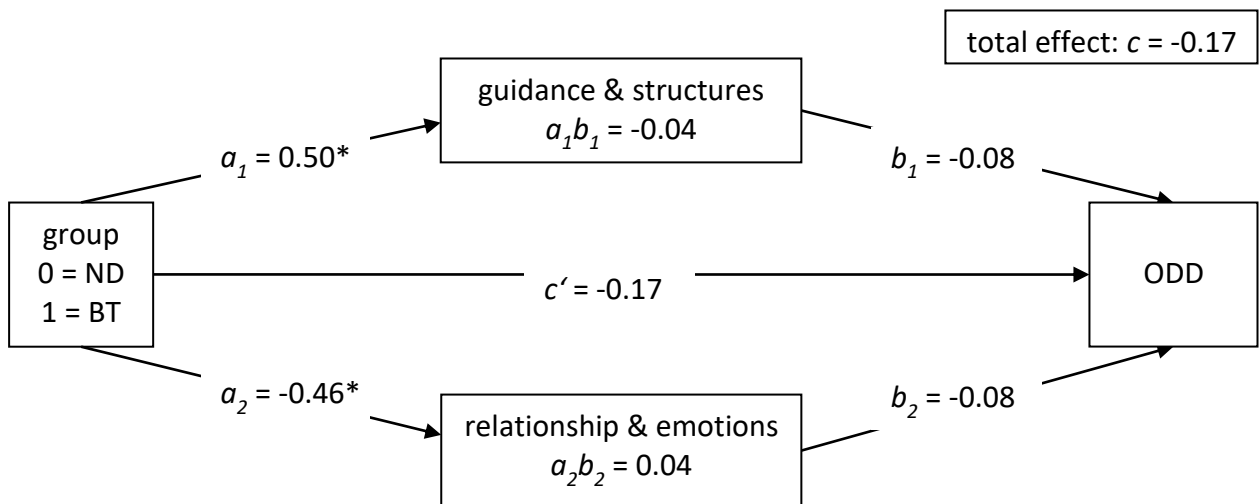 total effect: c = -0.17
guidance & structures
a₁b₁ = -0.04
a₁ = 0.50*
b₁ = -0.08
group
0 = ND
1 = BT
c‘ = -0.17
ODD
a₂ = -0.46*
b₂ = -0.08
relationship & emotions
a₂b₂ = 0.04